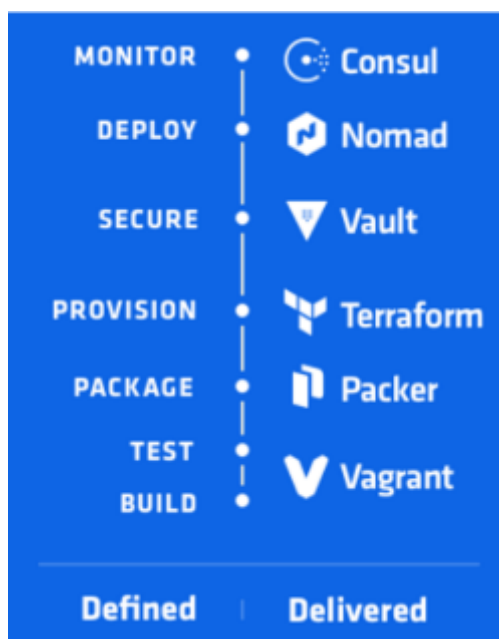 MONITOR Consul
DEPLOY Nomad
SECURE Vault
PROVISION Terraform
PACKAGE Packer
TEST
Vagrant
BUILD
Defined Delivered